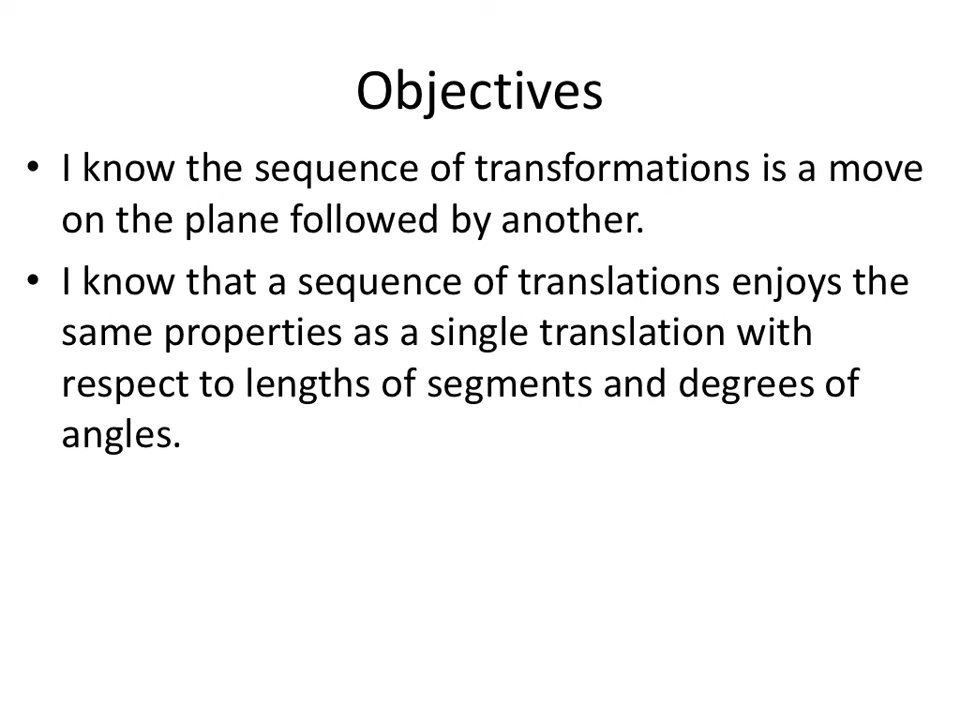 Objectives
• I know the sequence of transformations is a move
on the plane followed by another.
• I know that a sequence of translations enjoys the
same properties as a single translation with
respect to lengths of segments and degrees of
angles.